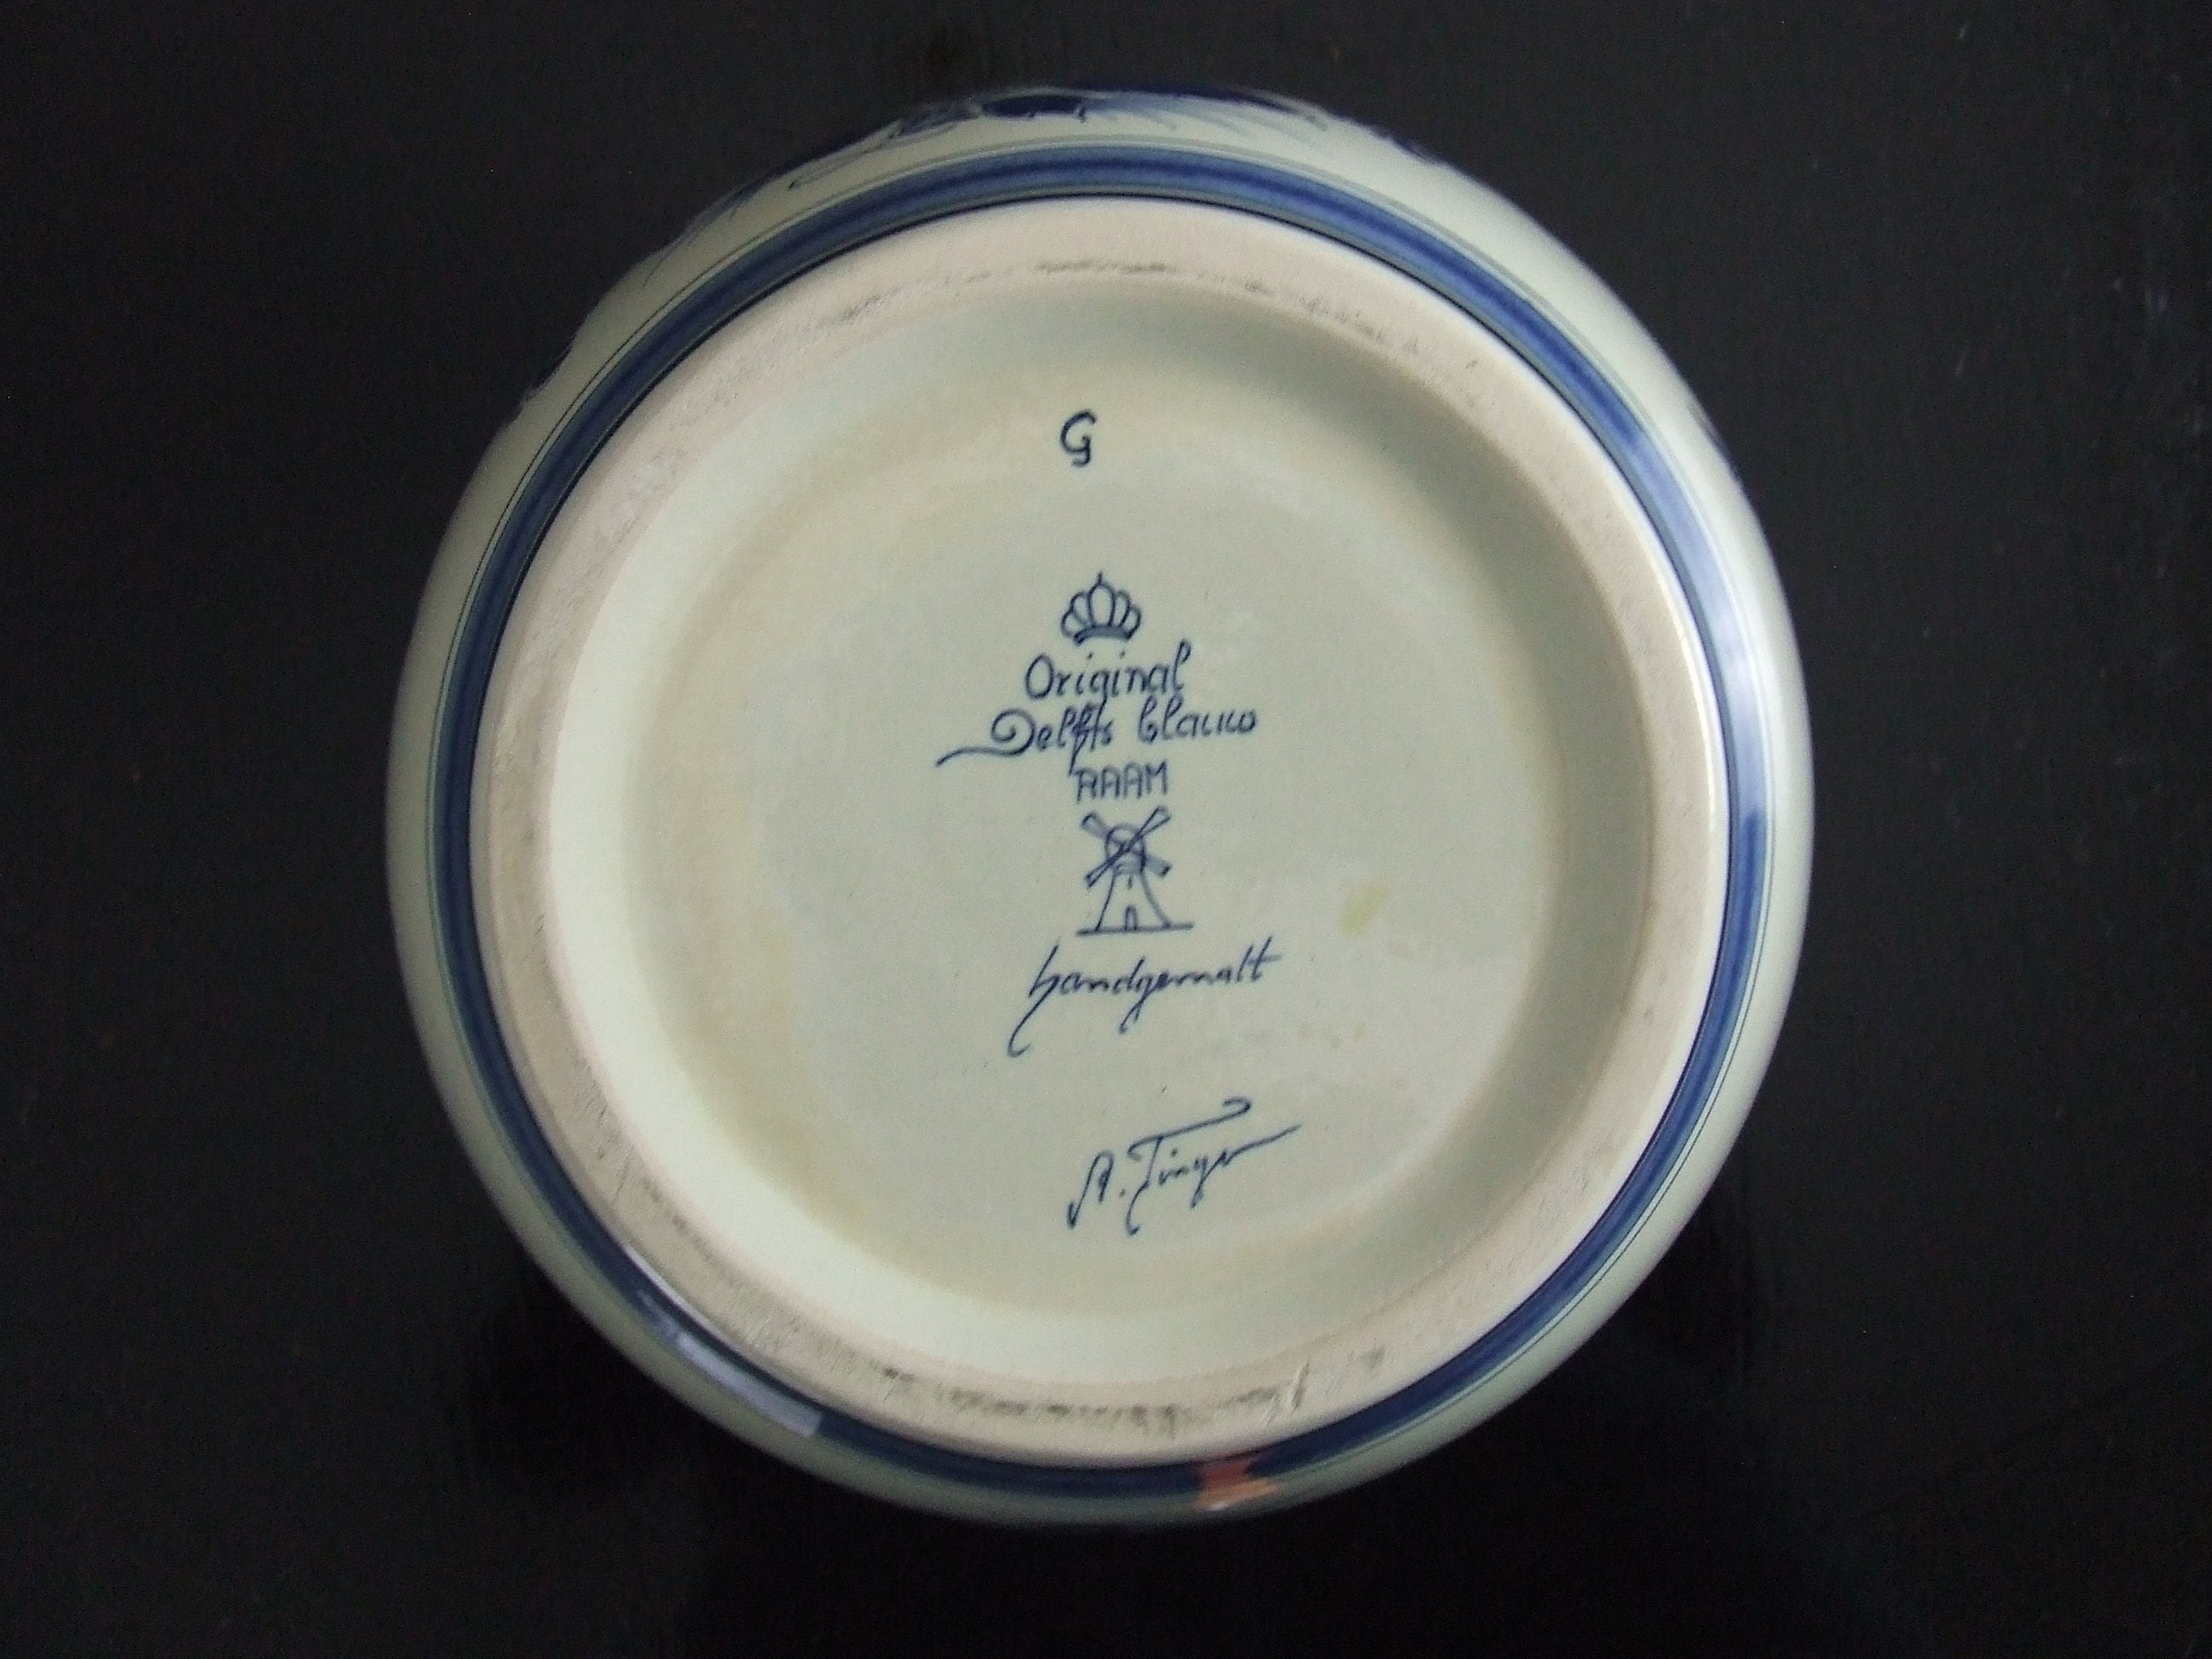 G
Original
Delfts blauw
RAAM
handgemalt
A.